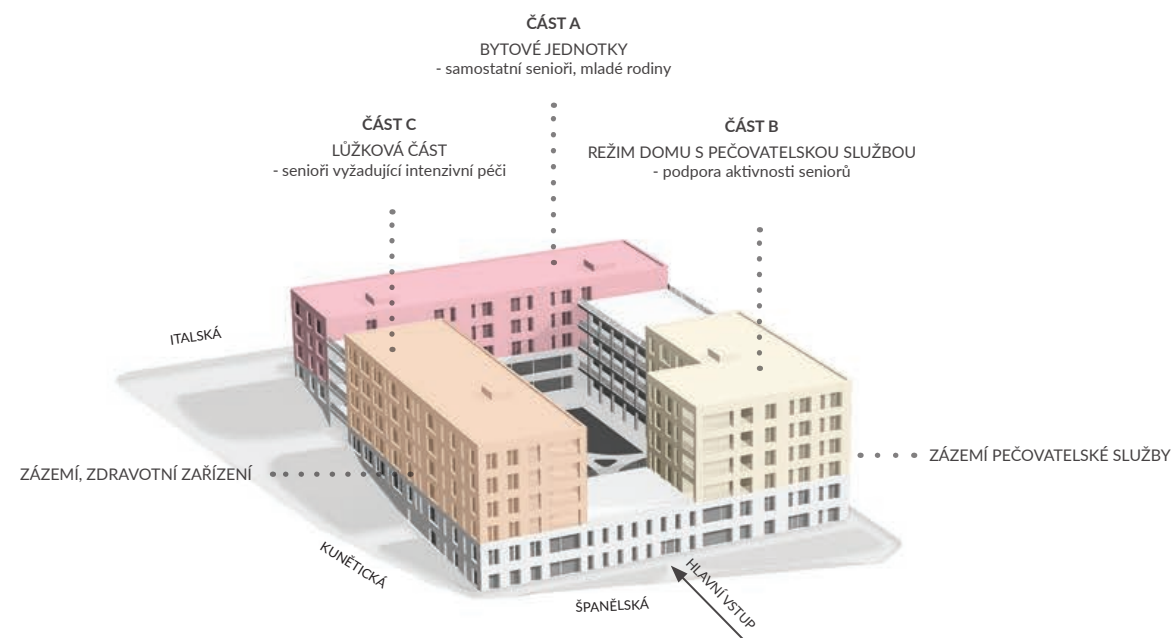 ČÁST A
BYTOVÉ JEDNOTKY
- samostatní senioři, mladé rodiny
ČÁST C
LŮŽKOVÁ ČÁST
- senioři vyžadující intenzivní péči
ČÁST B
REŽIM DOMU S PEČOVATELSKOU SLUŽBOU
- podpora aktivnosti seniorů
ITALSKÁ
ZÁZEMÍ, ZDRAVOTNÍ ZAŘÍZENÍ
ZÁZEMÍ PEČOVATELSKÉ SLUŽBY
KUNĚTICKÁ
ŠPANĚLSKÁ
HLAVNÍ VSTUP